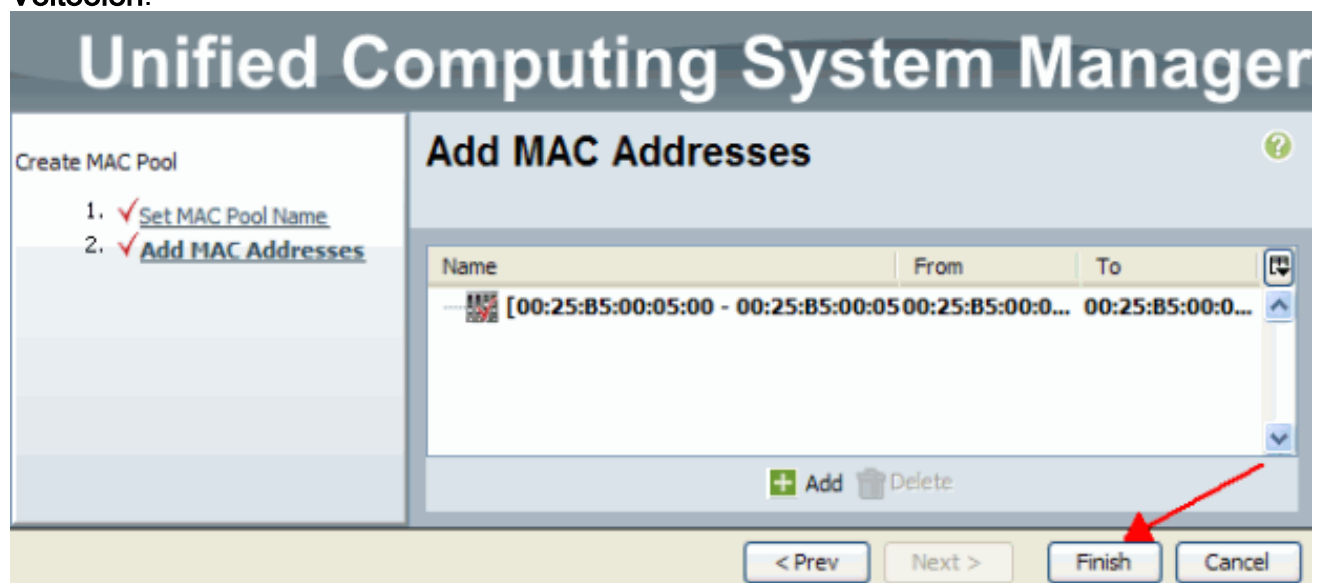 Unified Computing System Manager
Create MAC Pool
1. Set MAC Pool Name
2. Add MAC Addresses
Add MAC Addresses
Name From To
[00:25:B5:00:05:00 - 00:25:B5:00:05 00:25:B5:00:0... 00:25:B5:00:0...
Add Delete
< Prev Next > Finish Cancel